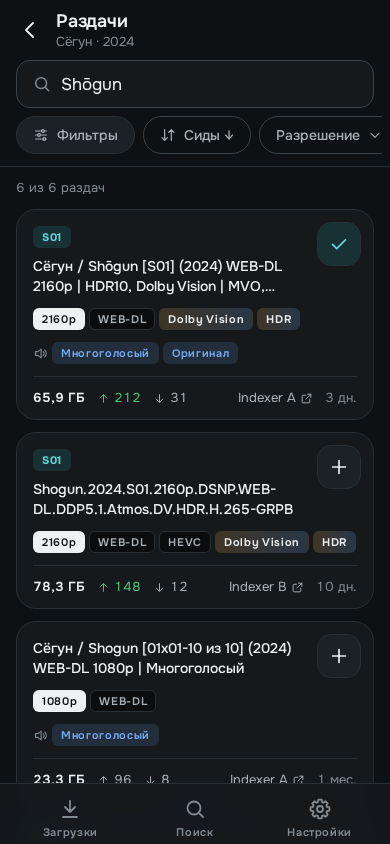 Раздачи
Сёгун · 2024
Shōgun
Фильтры
Сиды ↓
Разрешение
6 из 6 раздач
S01
Сёгун / Shōgun [S01] (2024) WEB-DL
2160p | HDR10, Dolby Vision | MVO,...
2160p WEB-DL Dolby Vision HDR
Многоголосый Оригинал
65,9 ГБ ↑ 212 ↓ 31 Indexer A 3 дн.
S01
Shogun.2024.S01.2160p.DSNP.WEB-
DL.DDP5.1.Atmos.DV.HDR.H.265-GRPB
2160p WEB-DL HEVC Dolby Vision HDR
78,3 ГБ ↑ 148 ↓ 12 Indexer B 10 дн.
Сёгун / Shogun [01x01-10 из 10] (2024)
WEB-DL 1080p | Многоголосый
1080p WEB-DL
Многоголосый
23,3 ГБ ↑ 96 ↓ 8 Indexer A 1 мес.
Загрузки Поиск Настройки